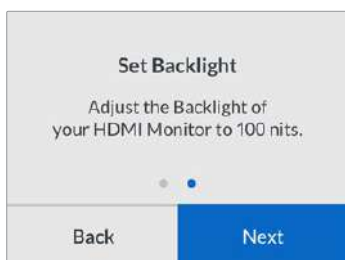 Set Backlight
Adjust the Backlight of
your HDMI Monitor to 100 nits.
Back
Next